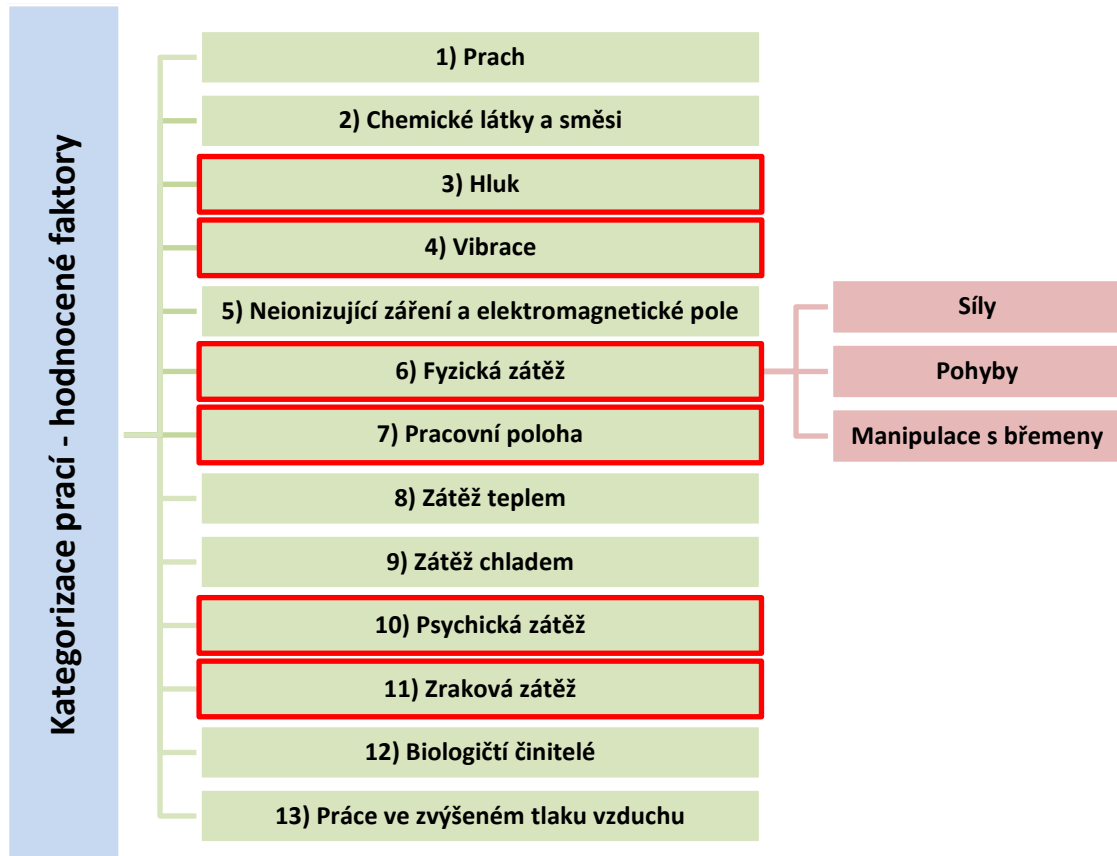 Kategorizace prací - hodnocené faktory
1) Prach
2) Chemické látky a směsi
3) Hluk
4) Vibrace
5) Neionizující záření a elektromagnetické pole
6) Fyzická zátěž
7) Pracovní poloha
8) Zátěž teplem
9) Zátěž chladem
10) Psychická zátěž
11) Zraková zátěž
12) Biologičtí činitelé
13) Práce ve zvýšeném tlaku vzduchu
Síly
Pohyby
Manipulace s břemeny